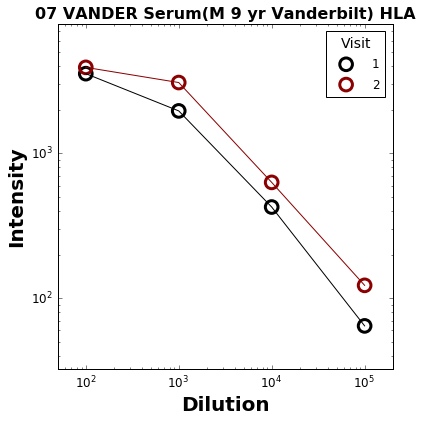 07 VANDER Serum(M 9 yr Vanderbilt) HLA
Visit
1
2
Intensity
10³
10²
10² 10³ 10⁴ 10⁵
Dilution